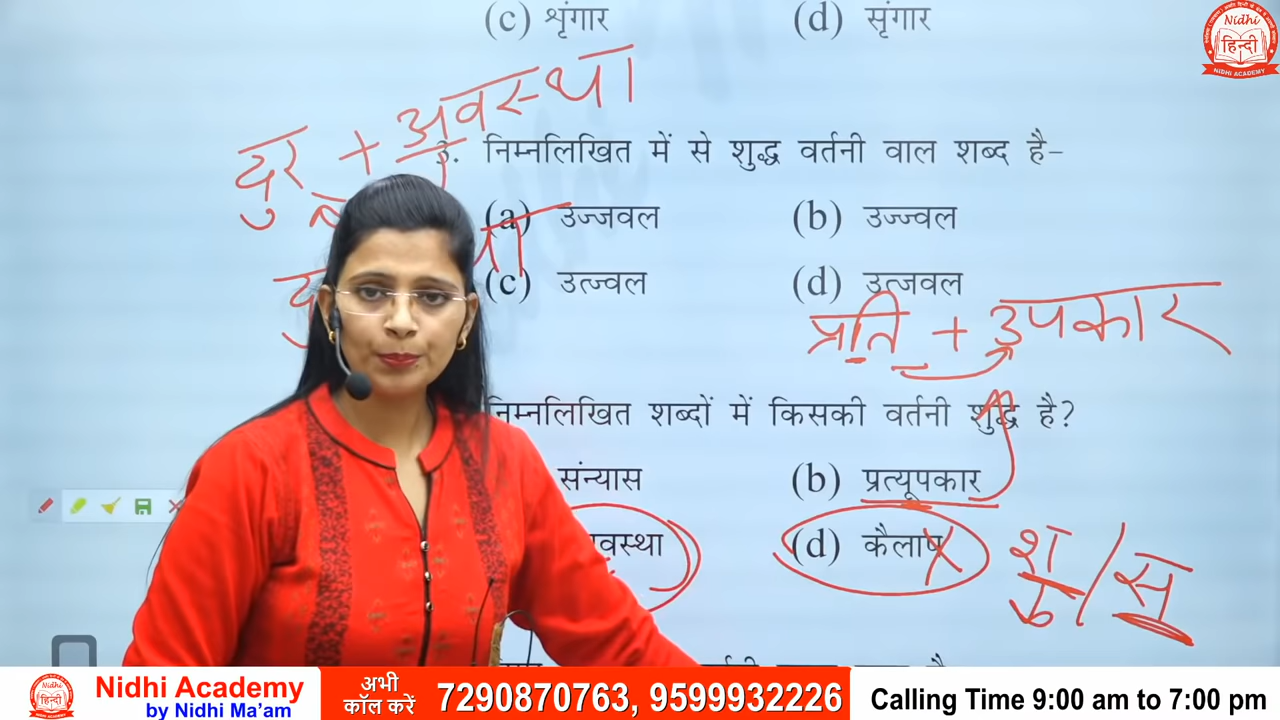 (c) शृंगार (d) सृंगार
Nidhi
हिन्दी
NIDHI ACADEMY
दुर + अवस्था
3. निम्नलिखित में से शुद्ध वर्तनी वाल शब्द है-
(a) उज्जवल (b) उज्ज्वल
(c) उत्ज्वल (d) उत्जवल
प्रति + उपकार
निम्नलिखित शब्दों में किसकी वर्तनी शुद्ध है?
संन्यास (b) प्रत्यूपकार
वस्था (d) कैलाष
श / स
Nidhi Academy
by Nidhi Ma'am
अभी
कॉल करें
7290870763, 9599932226
Calling Time 9:00 am to 7:00 pm